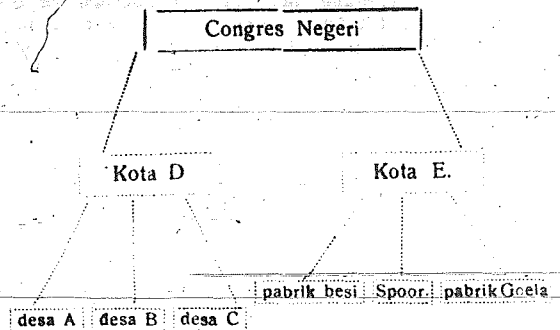 Congres Negeri
Kota D
Kota E.
pabrik besi
Spoor.
pabrik Goela
desa A
desa B
desa C